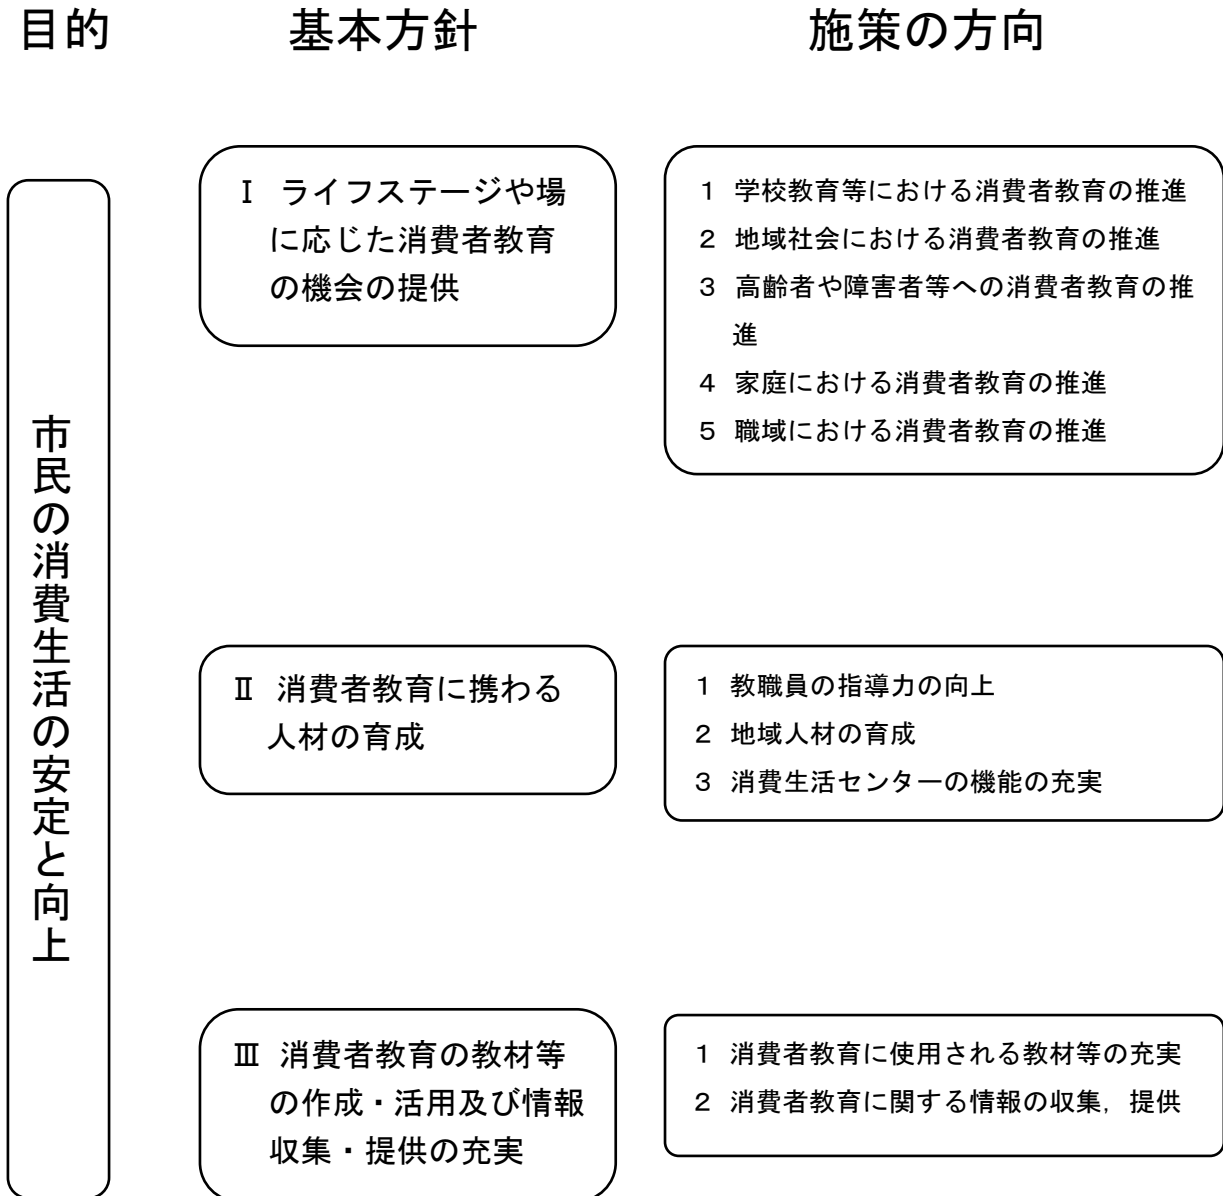 目的 基本方針 施策の方向
市民の消費生活の安定と向上
Ⅰ ライフステージや場
に応じた消費者教育
の機会の提供
1 学校教育等における消費者教育の推進
2 地域社会における消費者教育の推進
3 高齢者や障害者等への消費者教育の推
進
4 家庭における消費者教育の推進
5 職域における消費者教育の推進
Ⅱ 消費者教育に携わる
人材の育成
1 教職員の指導力の向上
2 地域人材の育成
3 消費生活センターの機能の充実
Ⅲ 消費者教育の教材等
の作成・活用及び情報
収集・提供の充実
1 消費者教育に使用される教材等の充実
2 消費者教育に関する情報の収集，提供